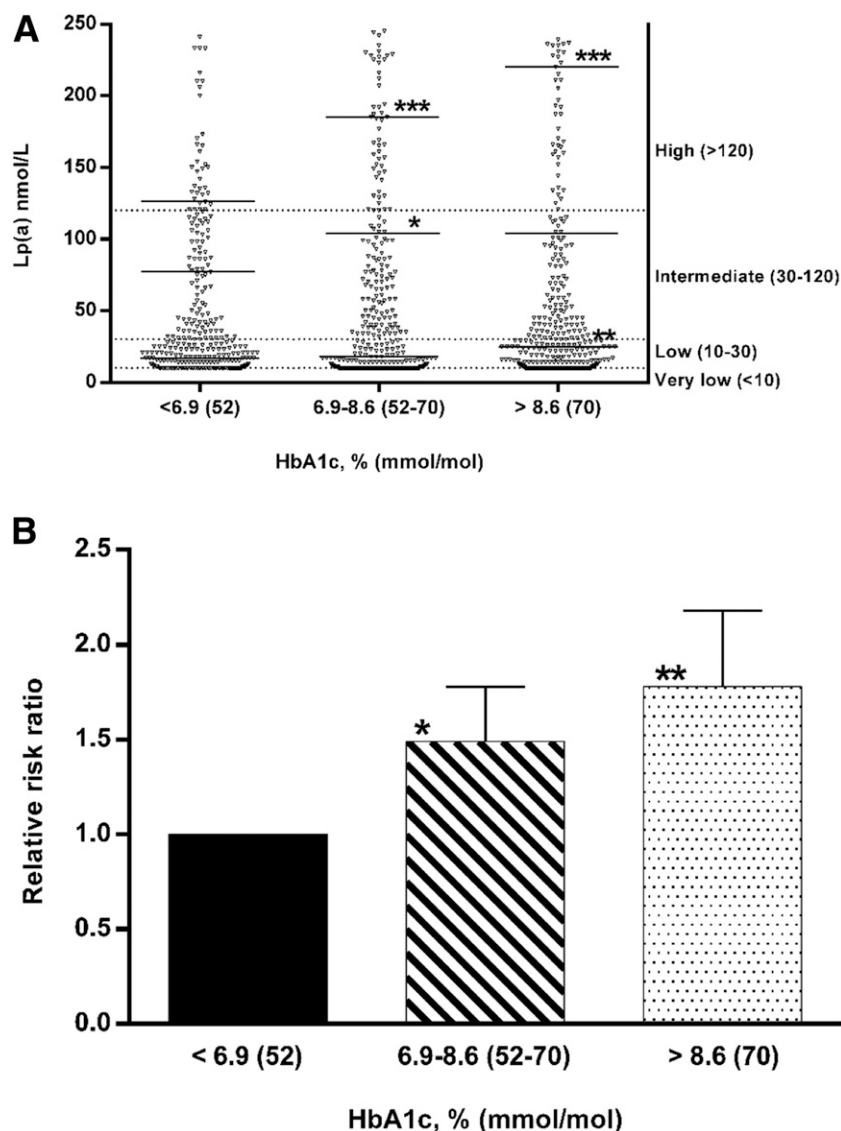 A
Lp(a) nmol/L
250
200
150
100
50
0
***
***
*
**
High (>120)
Intermediate (30-120)
Low (10-30)
Very low (<10)
<6.9 (52)
6.9-8.6 (52-70)
> 8.6 (70)
HbA1c, % (mmol/mol)
B
Relative risk ratio
2.5
2.0
1.5
1.0
0.5
0.0
*
**
< 6.9 (52)
6.9-8.6 (52-70)
> 8.6 (70)
HbA1c, % (mmol/mol)